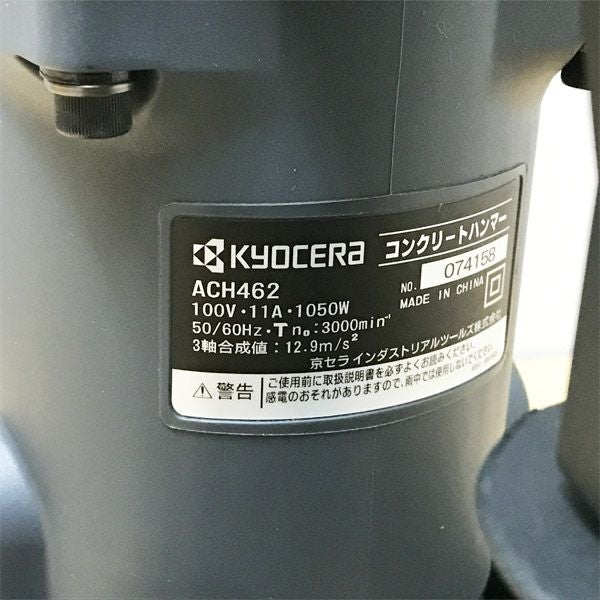 KYOCERA コンクリートハンマー
ACH462 NO. 074158
100V・11A・1050W MADE IN CHINA
50/60Hz・T n₀:3000min⁻¹
3軸合成値:12.9m/s²
京セラ インダストリアルツールズ株式会社
警告 ご使用前に取扱説明書を必ずよくお読みください。
感電のおそれがありますので、雨中では使用しないでください。